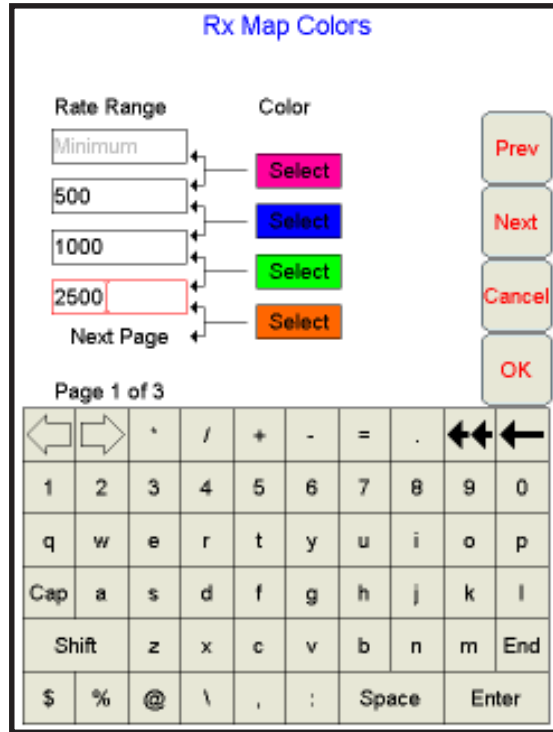 Rx Map Colors
Rate Range Color
Minimum
Select
Prev
500
Select
Next
1000
Select
2500
Select
Cancel
Next Page
OK
Page 1 of 3
* / + - = .
1 2 3 4 5 6 7 8 9 0
q w e r t y u i o p
Cap a s d f g h j k l
Shift z x c v b n m End
$ % @ \ , : Space Enter